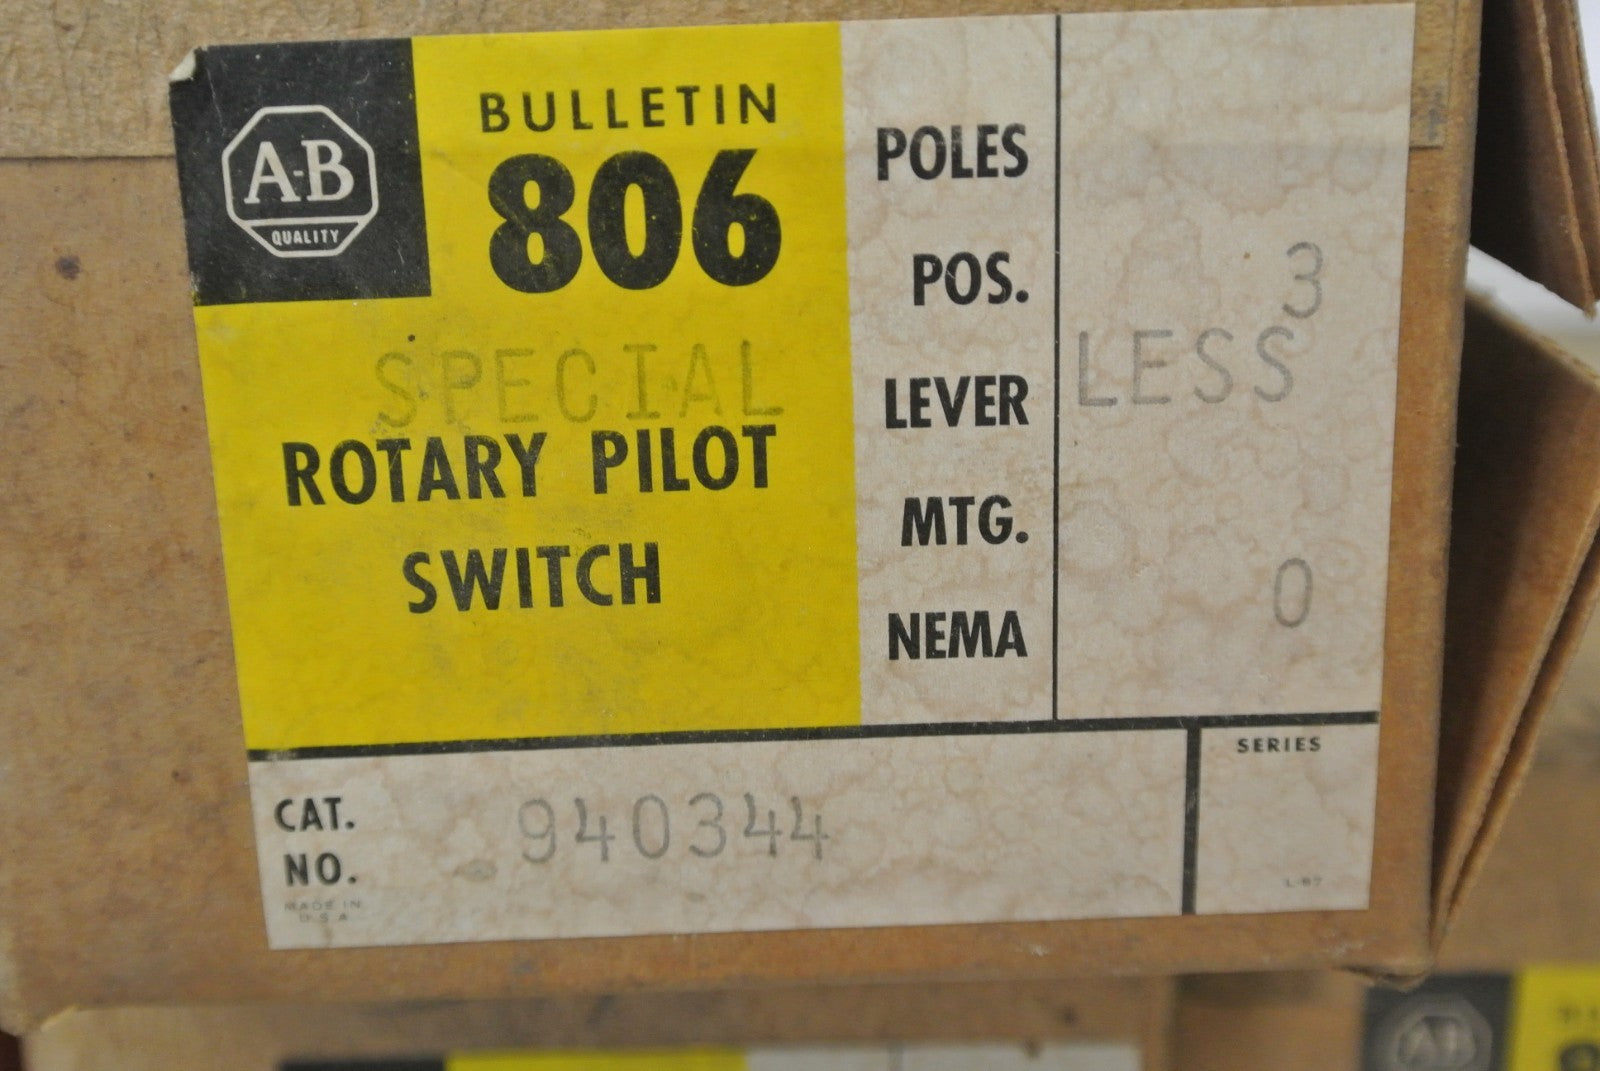 A-B
QUALITY
BULLETIN
806
SPECIAL
ROTARY PILOT
SWITCH
POLES
POS. 3
LEVER LESS
MTG.
NEMA 0
CAT.
NO. 940344
MADE IN
U.S.A
SERIES
A-B